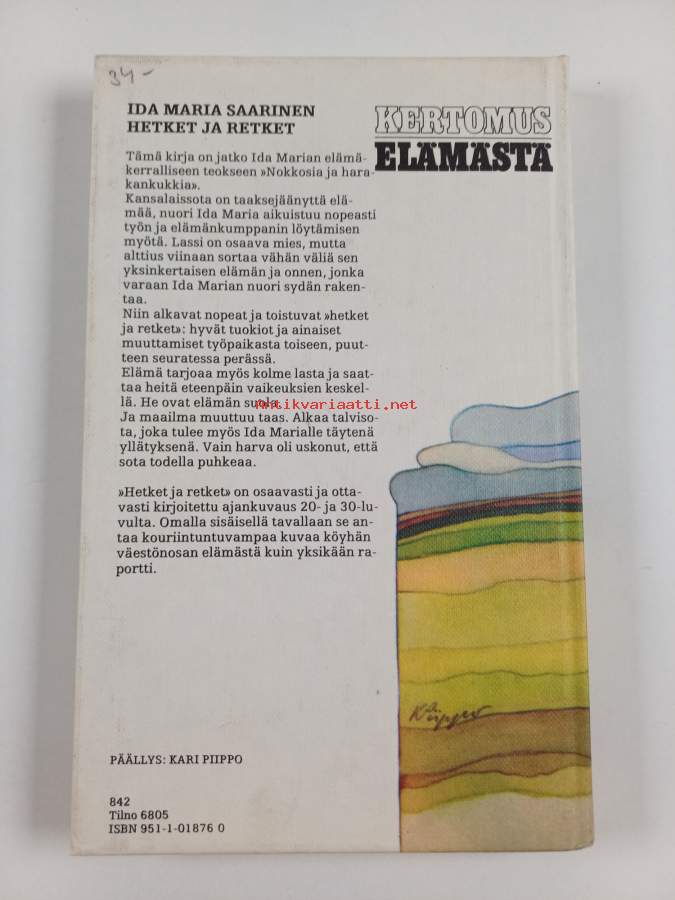 34-
IDA MARIA SAARINEN
HETKET JA RETKET
KERTOMUS
ELÄMÄSTÄ
Tämä kirja on jatko Ida Marian elämä-
kerralliseen teokseen »Nokkosia ja hara-
kankukkia».
Kansalaissota on taaksejäänyttä elä-
mää, nuori Ida Maria aikuistuu nopeasti
työn ja elämänkumppanin löytämisen
myötä. Lassi on osaava mies, mutta
alttius viinaan sortaa vähän väliä sen
yksinkertaisen elämän ja onnen, jonka
varaan Ida Marian nuori sydän raken-
taa.
Niin alkavat nopeat ja toistuvat »hetket
ja retket»: hyvät tuokiot ja ainaiset
muuttamiset työpaikasta toiseen, puut-
teen seuratessa perässä.
Elämä tarjoaa myös kolme lasta ja saat-
taa heitä eteenpäin vaikeuksien keskel-
lä. He ovat elämän suola.
antikvariaatti.net
Ja maailma muuttuu taas. Alkaa talviso-
ta, joka tulee myös Ida Marialle täytenä
yllätyksenä. Vain harva oli uskonut, että
sota todella puhkeaa.
»Hetket ja retket» on osaavasti ja otta-
vasti kirjoitettu ajankuvaus 20- ja 30-lu-
vulta. Omalla sisäisellä tavallaan se an-
taa kouriintuntuvampaa kuvaa köyhän
väestönosan elämästä kuin yksikään ra-
portti.
K Piippo
PÄÄLLYS: KARI PIIPPO
842
Tilno 6805
ISBN 951-1-01876 0